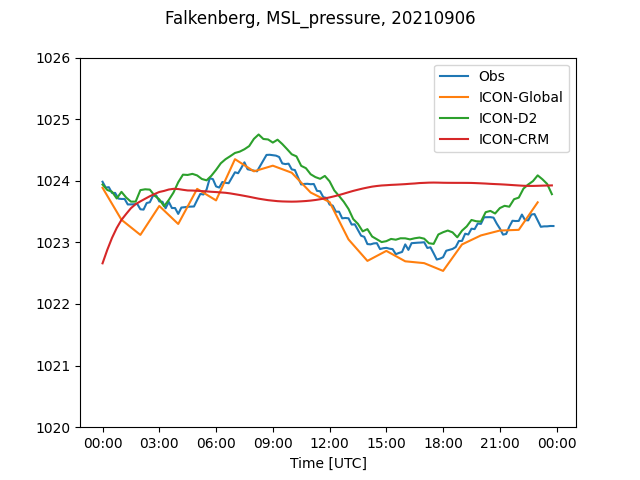 Falkenberg, MSL_pressure, 20210906
1026
1025
1024
1023
1022
1021
1020
Obs
ICON-Global
ICON-D2
ICON-CRM
00:00 03:00 06:00 09:00 12:00 15:00 18:00 21:00 00:00
Time [UTC]